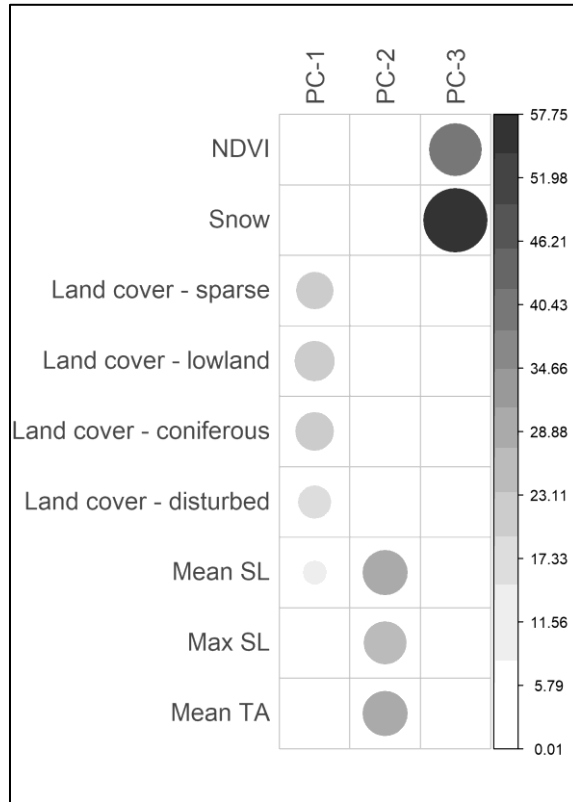 PC-1
PC-2
PC-3
NDVI
Snow
Land cover - sparse
Land cover - lowland
Land cover - coniferous
Land cover - disturbed
Mean SL
Max SL
Mean TA
57.75
51.98
46.21
40.43
34.66
28.88
23.11
17.33
11.56
5.79
0.01